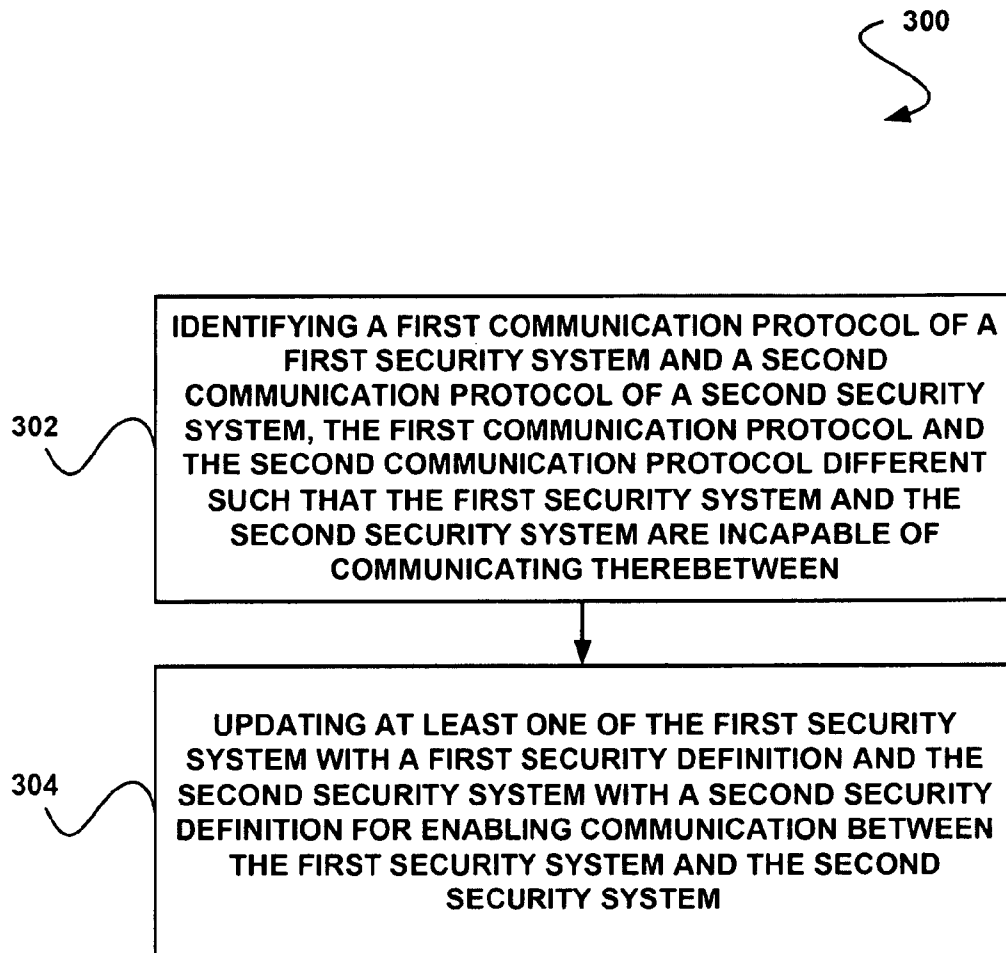 300
IDENTIFYING A FIRST COMMUNICATION PROTOCOL OF A
FIRST SECURITY SYSTEM AND A SECOND
COMMUNICATION PROTOCOL OF A SECOND SECURITY
SYSTEM, THE FIRST COMMUNICATION PROTOCOL AND
THE SECOND COMMUNICATION PROTOCOL DIFFERENT
SUCH THAT THE FIRST SECURITY SYSTEM AND THE
SECOND SECURITY SYSTEM ARE INCAPABLE OF
COMMUNICATING THEREBETWEEN
302
UPDATING AT LEAST ONE OF THE FIRST SECURITY
SYSTEM WITH A FIRST SECURITY DEFINITION AND THE
SECOND SECURITY SYSTEM WITH A SECOND SECURITY
DEFINITION FOR ENABLING COMMUNICATION BETWEEN
THE FIRST SECURITY SYSTEM AND THE SECOND
SECURITY SYSTEM
304